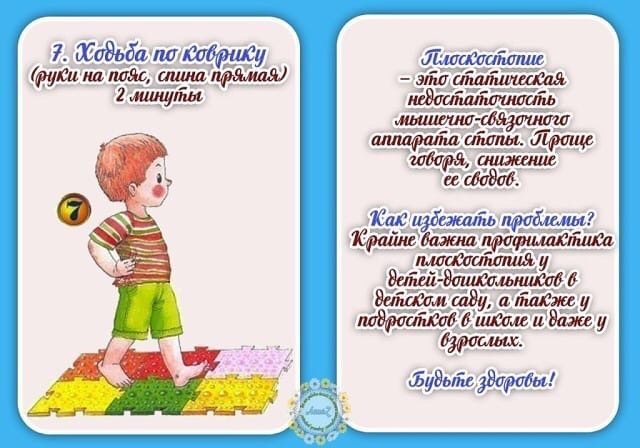 7. Ходьба по коврику
(руки на пояс, спина прямая)
2 минуты
7
Плоскостопие
– это статическая
недостаточность
мышечно-связочного
аппарата стопы. Проще
говоря, снижение
ее сводов.
Как избежать проблемы?
Крайне важна профилактика
плоскостопия у
детей-дошкольников в
детском саду, а также у
подростков в школе и даже у
взрослых.
Будьте здоровы!